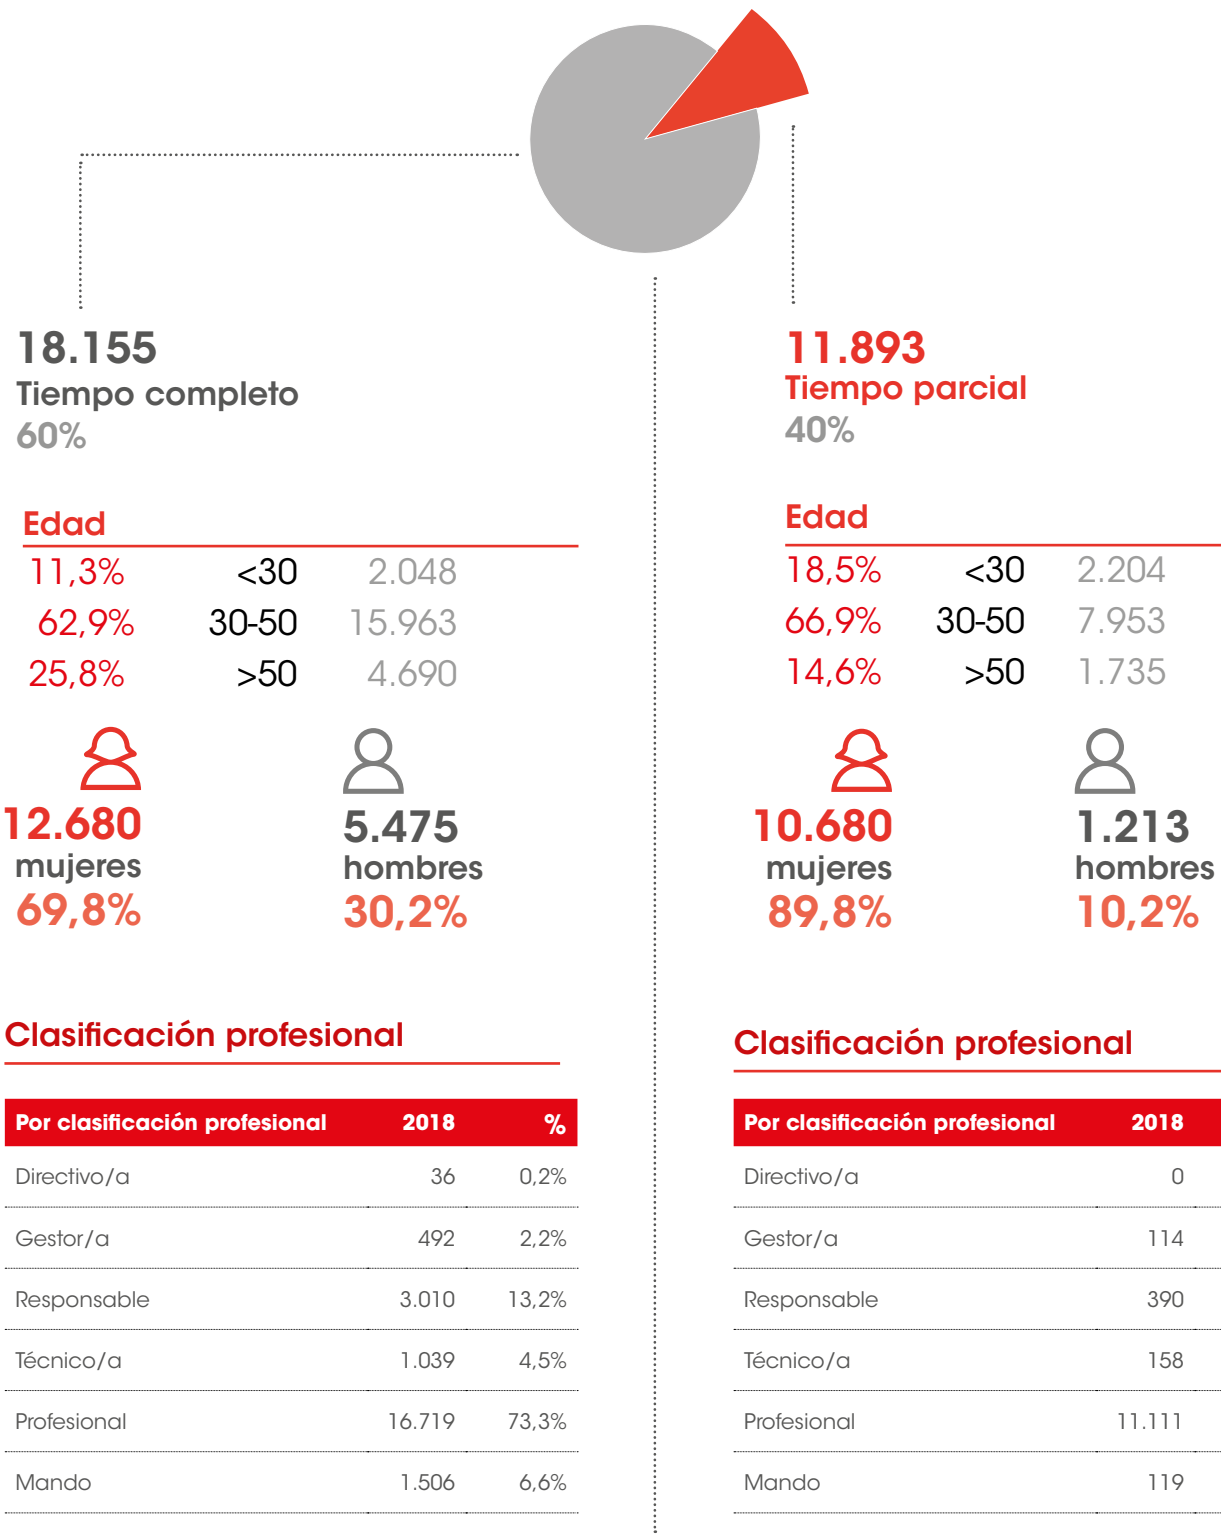 18.155
Tiempo completo
60%
Edad
11,3% <30 2.048
62,9% 30-50 15.963
25,8% >50 4.690
12.680
mujeres
69,8%
5.475
hombres
30,2%
Clasificación profesional
Por clasificación profesional 2018 %
Directivo/a 36 0,2%
Gestor/a 492 2,2%
Responsable 3.010 13,2%
Técnico/a 1.039 4,5%
Profesional 16.719 73,3%
Mando 1.506 6,6%
11.893
Tiempo parcial
40%
Edad
18,5% <30 2.204
66,9% 30-50 7.953
14,6% >50 1.735
10.680
mujeres
89,8%
1.213
hombres
10,2%
Clasificación profesional
Por clasificación profesional 2018
Directivo/a 0
Gestor/a 114
Responsable 390
Técnico/a 158
Profesional 11.111
Mando 119